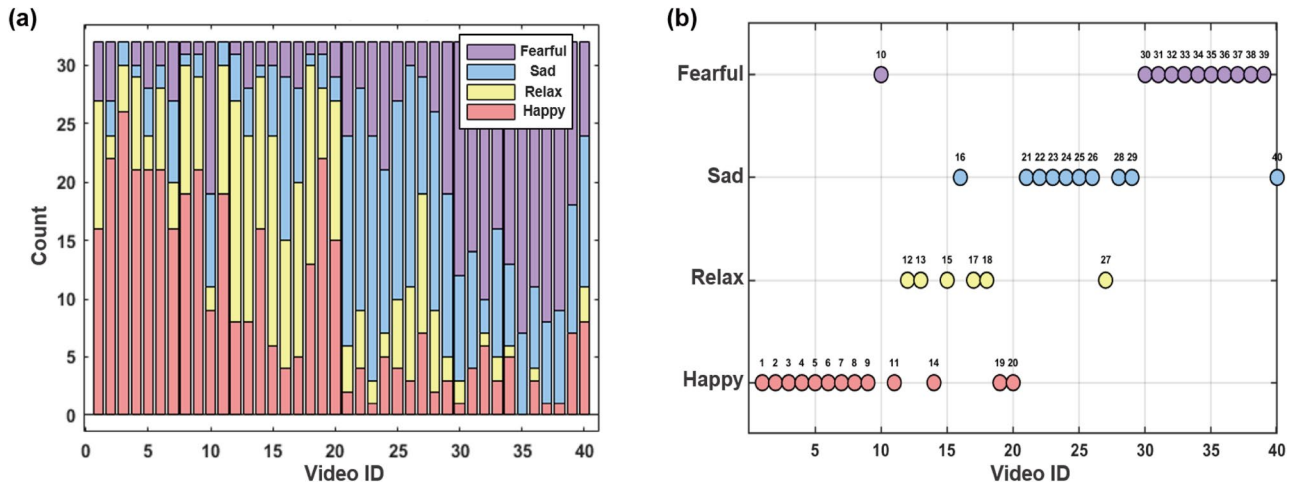 (a)
Count
30
25
20
15
10
5
0
Fearful
Sad
Relax
Happy
0 5 10 15 20 25 30 35 40
Video ID
(b)
Fearful
Sad
Relax
Happy
10 30 31 32 33 34 35 36 37 38 39
16 21 22 23 24 25 26 28 29 40
12 13 15 17 18 27
1 2 3 4 5 6 7 8 9 11 14 19 20
5 10 15 20 25 30 35 40
Video ID